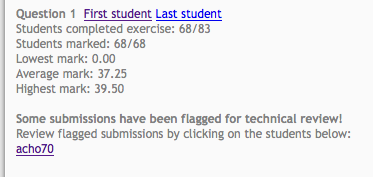 Question 1 First student Last student
Students completed exercise: 68/83
Students marked: 68/68
Lowest mark: 0.00
Average mark: 37.25
Highest mark: 39.50
Some submissions have been flagged for technical review!
Review flagged submissions by clicking on the students below:
acho70